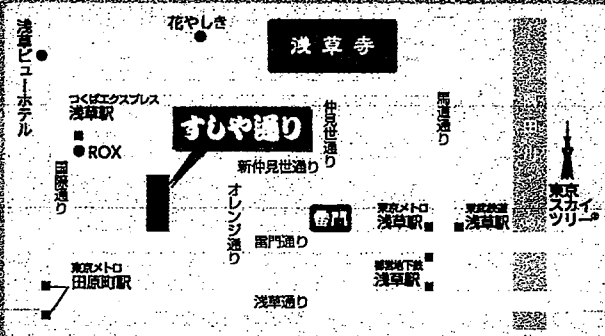 花やしき
浅草寺
浅草ビューホテル
つくばエクスプレス
浅草駅
ROX
すしや通り
仲見世通り
馬道通り
新仲見世通り
国際通り
オレンジ通り
雷門
雷門通り
東京メトロ
浅草駅
東武鉄道
浅草駅
東京
スカイ
ツリー®
東京メトロ
田原町駅
都営地下鉄
浅草駅
浅草通り